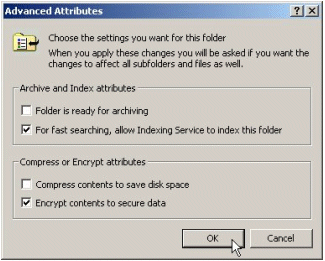 Advanced Attributes
Choose the settings you want for this folder
When you apply these changes you will be asked if you want the
changes to affect all subfolders and files as well.
Archive and Index attributes
Folder is ready for archiving
For fast searching, allow Indexing Service to index this folder
Compress or Encrypt attributes
Compress contents to save disk space
Encrypt contents to secure data
OK
Cancel